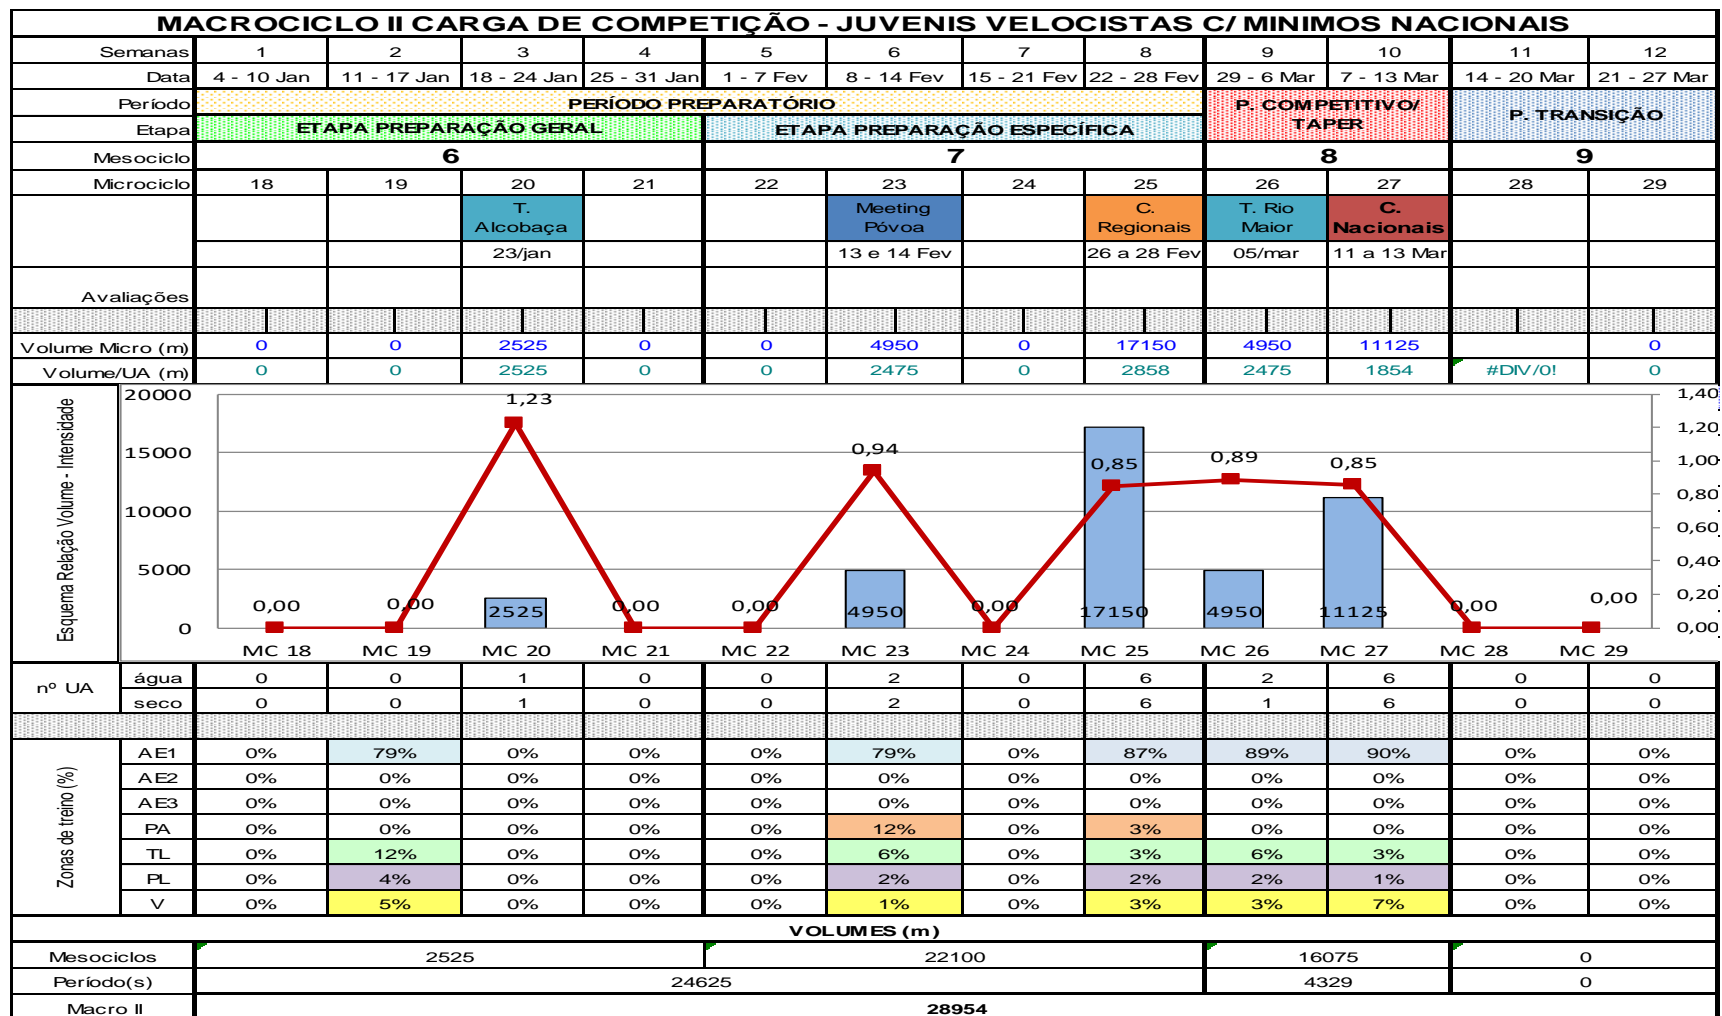 MACROCICLO II CARGA DE COMPETIÇÃO - JUVENIS VELOCISTAS C/ MINIMOS NACIONAIS
Semanas 1 2 3 4 5 6 7 8 9 10 11 12
Data 4 - 10 Jan 11 - 17 Jan 18 - 24 Jan 25 - 31 Jan 1 - 7 Fev 8 - 14 Fev 15 - 21 Fev 22 - 28 Fev 29 - 6 Mar 7 - 13 Mar 14 - 20 Mar 21 - 27 Mar
Período PERÍODO PREPARATÓRIO P. COMPETITIVO/ TAPER P. TRANSIÇÃO
Etapa ETAPA PREPARAÇÃO GERAL ETAPA PREPARAÇÃO ESPECÍFICA
Mesociclo 6 7 8 9
Microciclo 18 19 20 21 22 23 24 25 26 27 28 29
T. Alcobaça Meeting Póvoa C. Regionais T. Rio Maior C. Nacionais
23/jan 13 e 14 Fev 26 a 28 Fev 05/mar 11 a 13 Mar
Avaliações
Volume Micro (m) 0 0 2525 0 0 4950 0 17150 4950 11125 0
Volume/UA (m) 0 0 2525 0 0 2475 0 2858 2475 1854 #DIV/0! 0
Esquema Relação Volume - Intensidade
20000 1,23 1,40
1,20
15000 0,94 0,85 0,89 0,85 1,00
0,80
10000
0,60
5000 0,40
0,00 0,00 2525 0,00 0,00 4950 0,00 17150 4950 11125 0,00 0,00 0,20
0 0,00
MC 18 MC 19 MC 20 MC 21 MC 22 MC 23 MC 24 MC 25 MC 26 MC 27 MC 28 MC 29
nº UA água 0 0 1 0 0 2 0 6 2 6 0 0
seco 0 0 1 0 0 2 0 6 1 6 0 0
Zonas de treino (%)
AE1 0% 79% 0% 0% 0% 79% 0% 87% 89% 90% 0% 0%
AE2 0% 0% 0% 0% 0% 0% 0% 0% 0% 0% 0% 0%
AE3 0% 0% 0% 0% 0% 0% 0% 0% 0% 0% 0% 0%
PA 0% 0% 0% 0% 0% 12% 0% 3% 0% 0% 0% 0%
TL 0% 12% 0% 0% 0% 6% 0% 3% 6% 3% 0% 0%
PL 0% 4% 0% 0% 0% 2% 0% 2% 2% 1% 0% 0%
V 0% 5% 0% 0% 0% 1% 0% 3% 3% 7% 0% 0%
VOLUMES (m)
Mesociclos 2525 22100 16075 0
Período(s) 24625 4329 0
Macro II 28954